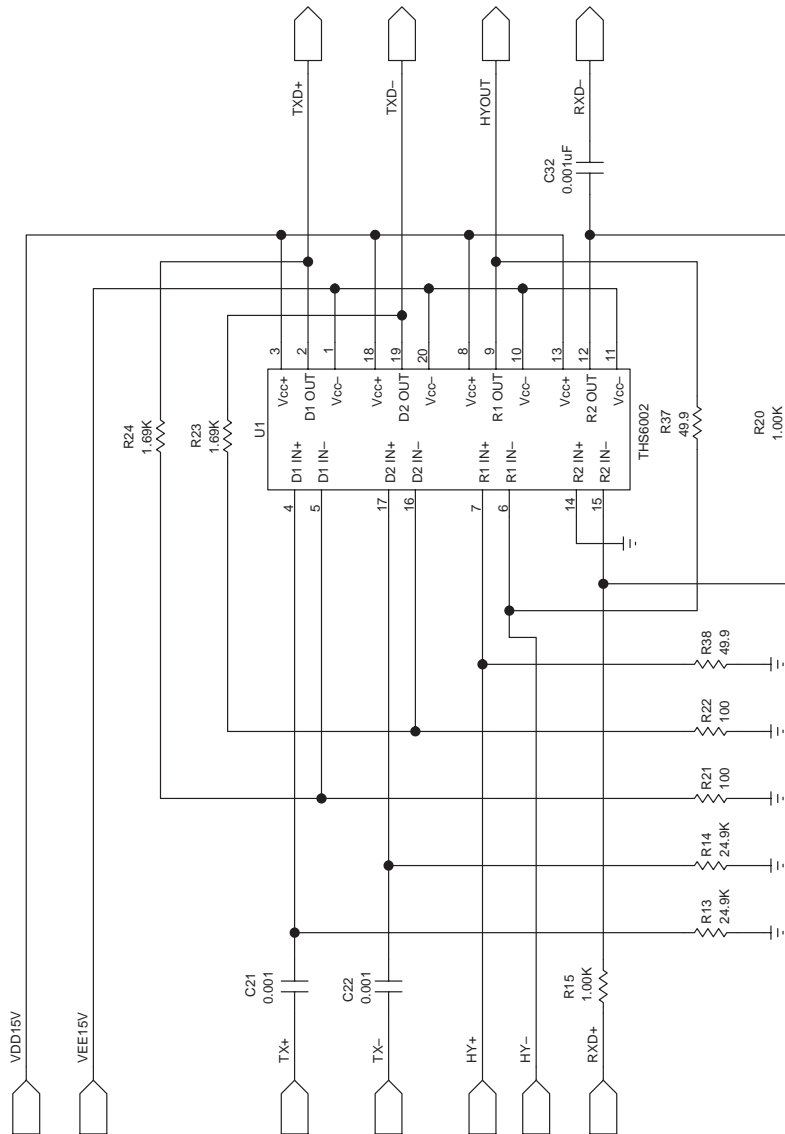 VDD15V
VEE15V
R24
1.69K
R23
1.69K
TX+
C21
0.001
TX–
C22
0.001
HY+
HY–
RXD+
R15
1.00K
R13
24.9K
R14
24.9K
R21
100
R22
100
R38
49.9
R37
49.9
R20
1.00K
U1
THS6002
4
D1 IN+
5
D1 IN–
17
D2 IN+
16
D2 IN–
7
R1 IN+
6
R1 IN–
14
R2 IN+
15
R2 IN–
Vcc+
3
D1 OUT
2
Vcc–
1
Vcc+
18
D2 OUT
19
Vcc–
20
Vcc+
8
R1 OUT
9
Vcc–
10
Vcc+
13
R2 OUT
12
Vcc–
11
TXD+
TXD–
HYOUT
C32
0.001uF
RXD–